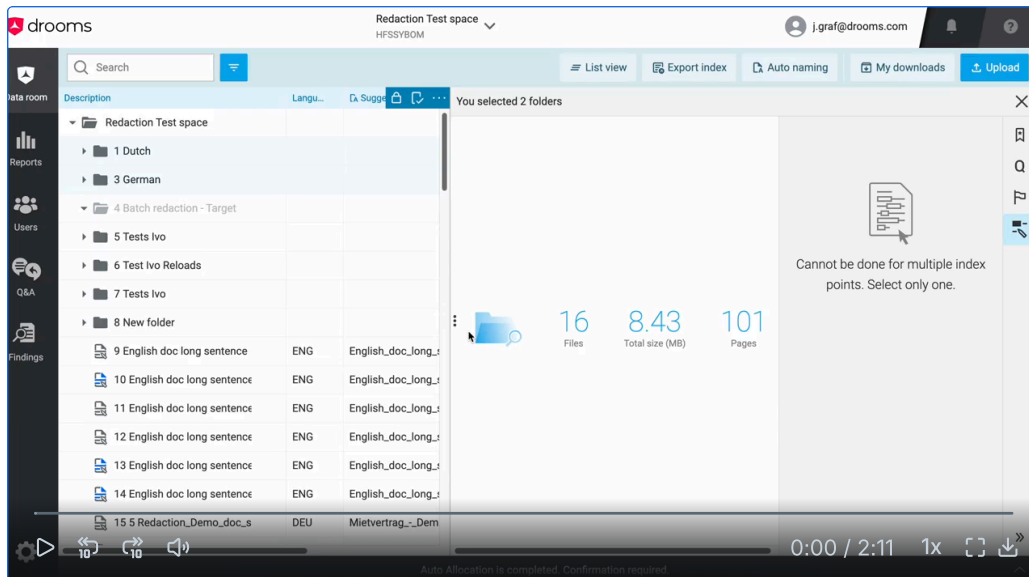 drooms
Redaction Test space
HFSSYBOM
j.graf@drooms.com
Search
List view
Export index
Auto naming
My downloads
Upload
Data room
Reports
Users
Q&A
Findings
Description
Langu...
Sugge
You selected 2 folders
Redaction Test space
1 Dutch
3 German
4 Batch redaction - Target
5 Tests Ivo
6 Test Ivo Reloads
7 Tests Ivo
8 New folder
9 English doc long sentence ENG English_doc_long_s
10 English doc long sentence ENG English_doc_long_s
11 English doc long sentence ENG English_doc_long_s
12 English doc long sentence ENG English_doc_long_s
13 English doc long sentence ENG English_doc_long_s
14 English doc long sentence ENG English_doc_long_s
15 5 Redaction_Demo_doc_s DEU Mietvertrag_-_Dem
16 8.43 101
Files Total size (MB) Pages
Cannot be done for multiple index
points. Select only one.
10 10 0:00 / 2:11 1x
Auto Allocation is completed. Confirmation required.